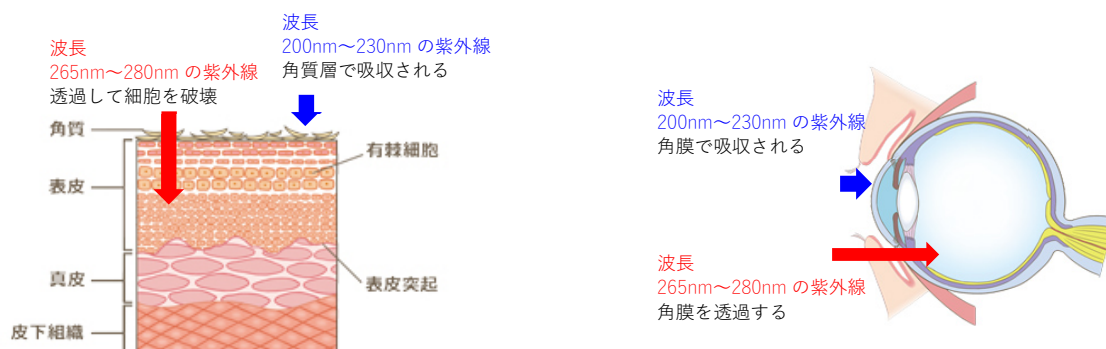 波長
200nm~230nm の紫外線
角質層で吸収される
波長
265nm~280nm の紫外線
透過して細胞を破壊
角質
有棘細胞
表皮
真皮
表皮突起
皮下組織
波長
200nm~230nm の紫外線
角膜で吸収される
波長
265nm~280nm の紫外線
角膜を透過する